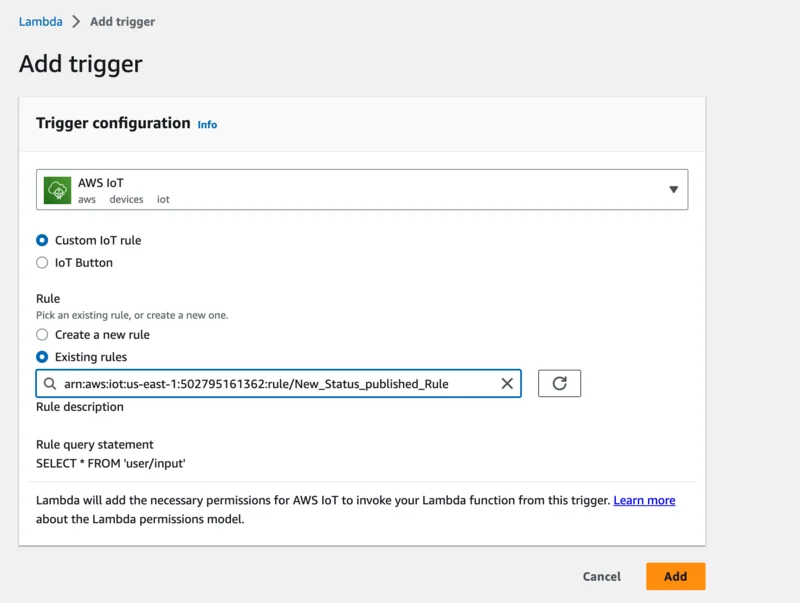 Lambda > Add trigger
Add trigger
Trigger configuration Info
AWS IoT
aws devices iot
Custom IoT rule
IoT Button
Rule
Pick an existing rule, or create a new one.
Create a new rule
Existing rules
arn:aws:iot:us-east-1:502795161362:rule/New_Status_published_Rule
Rule description
Rule query statement
SELECT * FROM 'user/input'
Lambda will add the necessary permissions for AWS IoT to invoke your Lambda function from this trigger. Learn more
about the Lambda permissions model.
Cancel Add